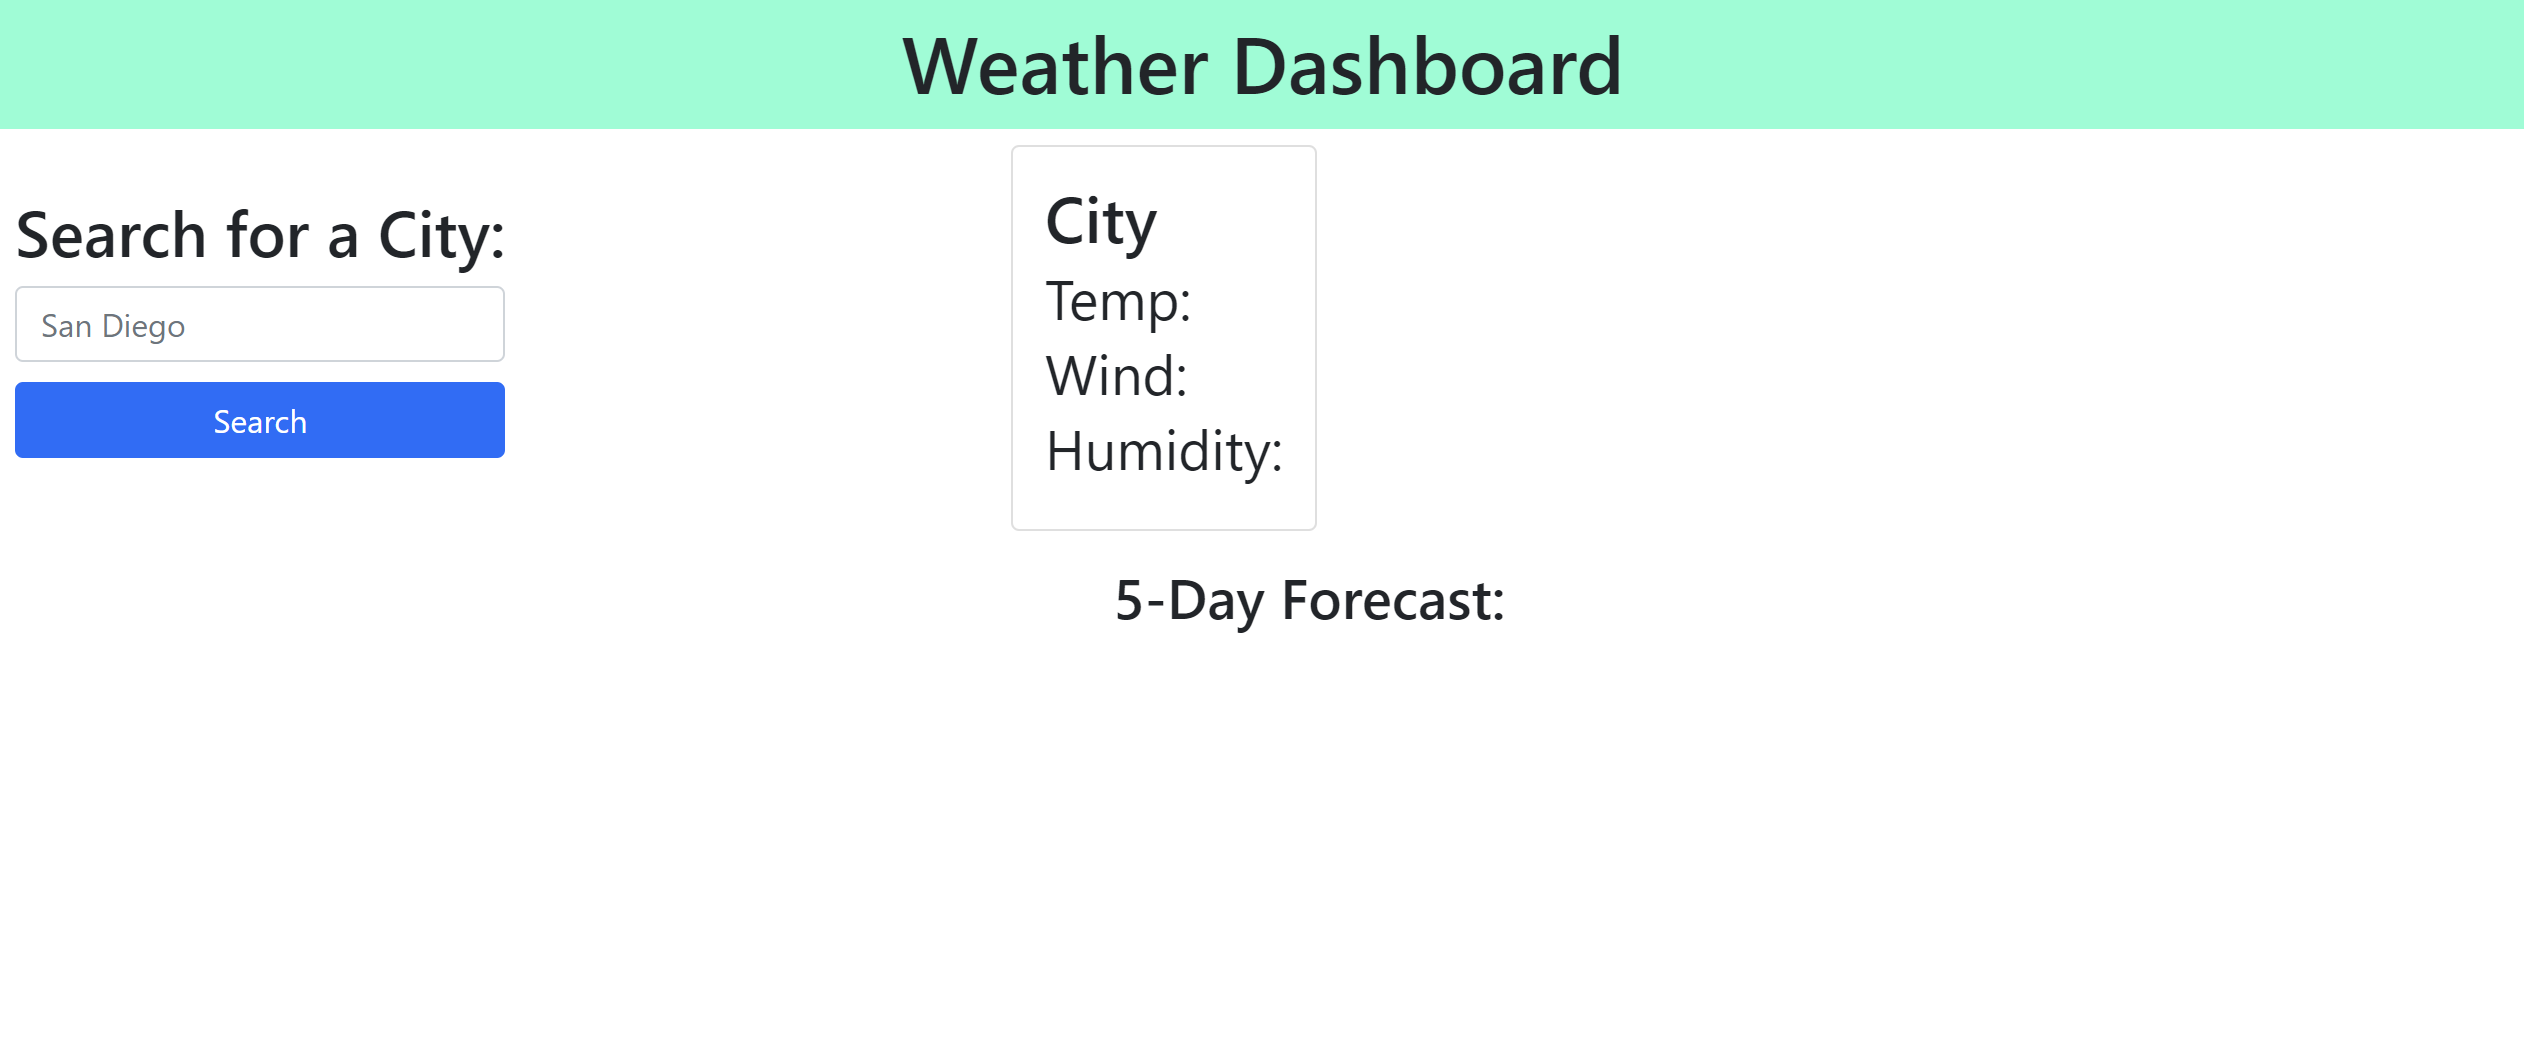 Weather Dashboard
Search for a City:
San Diego
Search
City
Temp:
Wind:
Humidity:
5-Day Forecast: